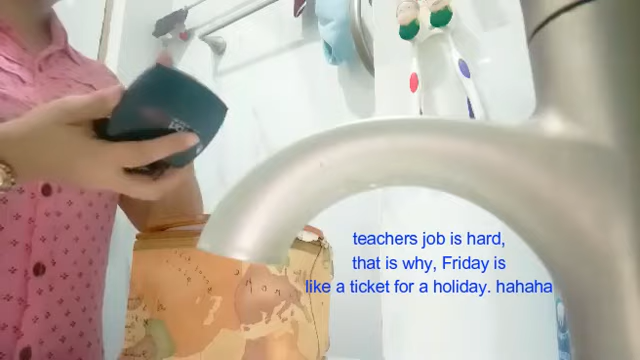 teachers job is hard,
that is why, Friday is
like a ticket for a holiday. hahaha